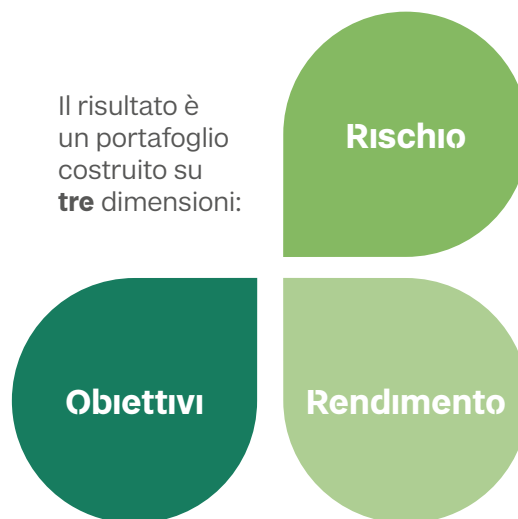 Il risultato è
un portafoglio
costruito su
tre dimensioni:
Rischio
Obiettivi
Rendimento